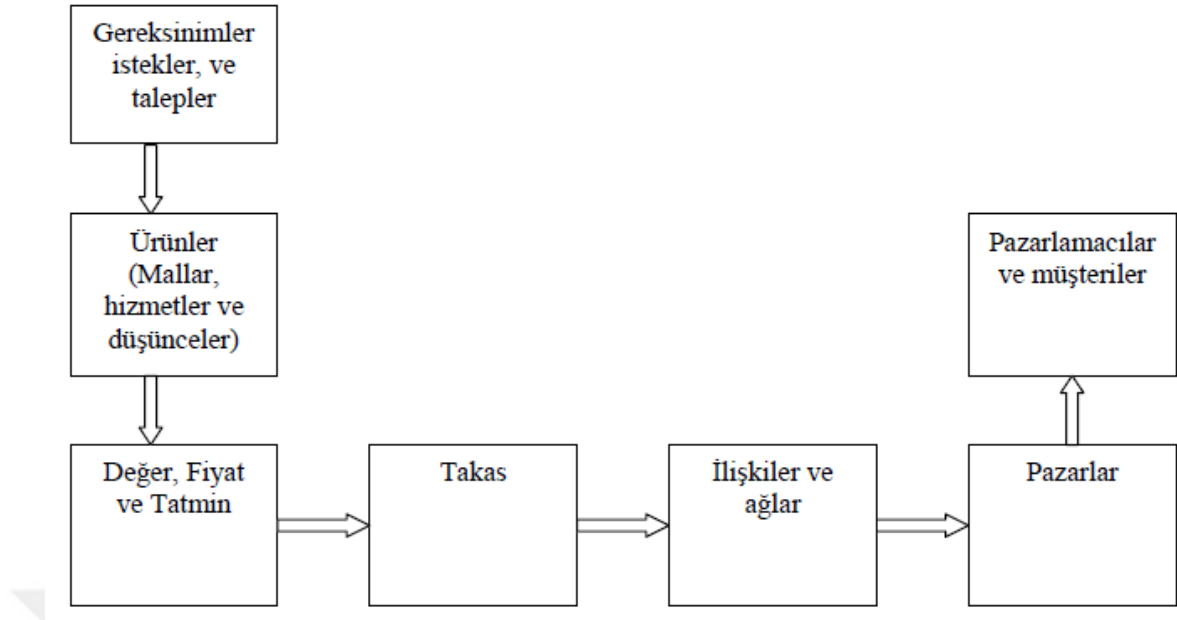 Gereksinimler
istekler, ve
talepler
Ürünler
(Mallar,
hizmetler ve
düşünceler)
Değer, Fiyat
ve Tatmin
Takas
İlişkiler ve
ağlar
Pazarlar
Pazarlamacılar
ve müşteriler